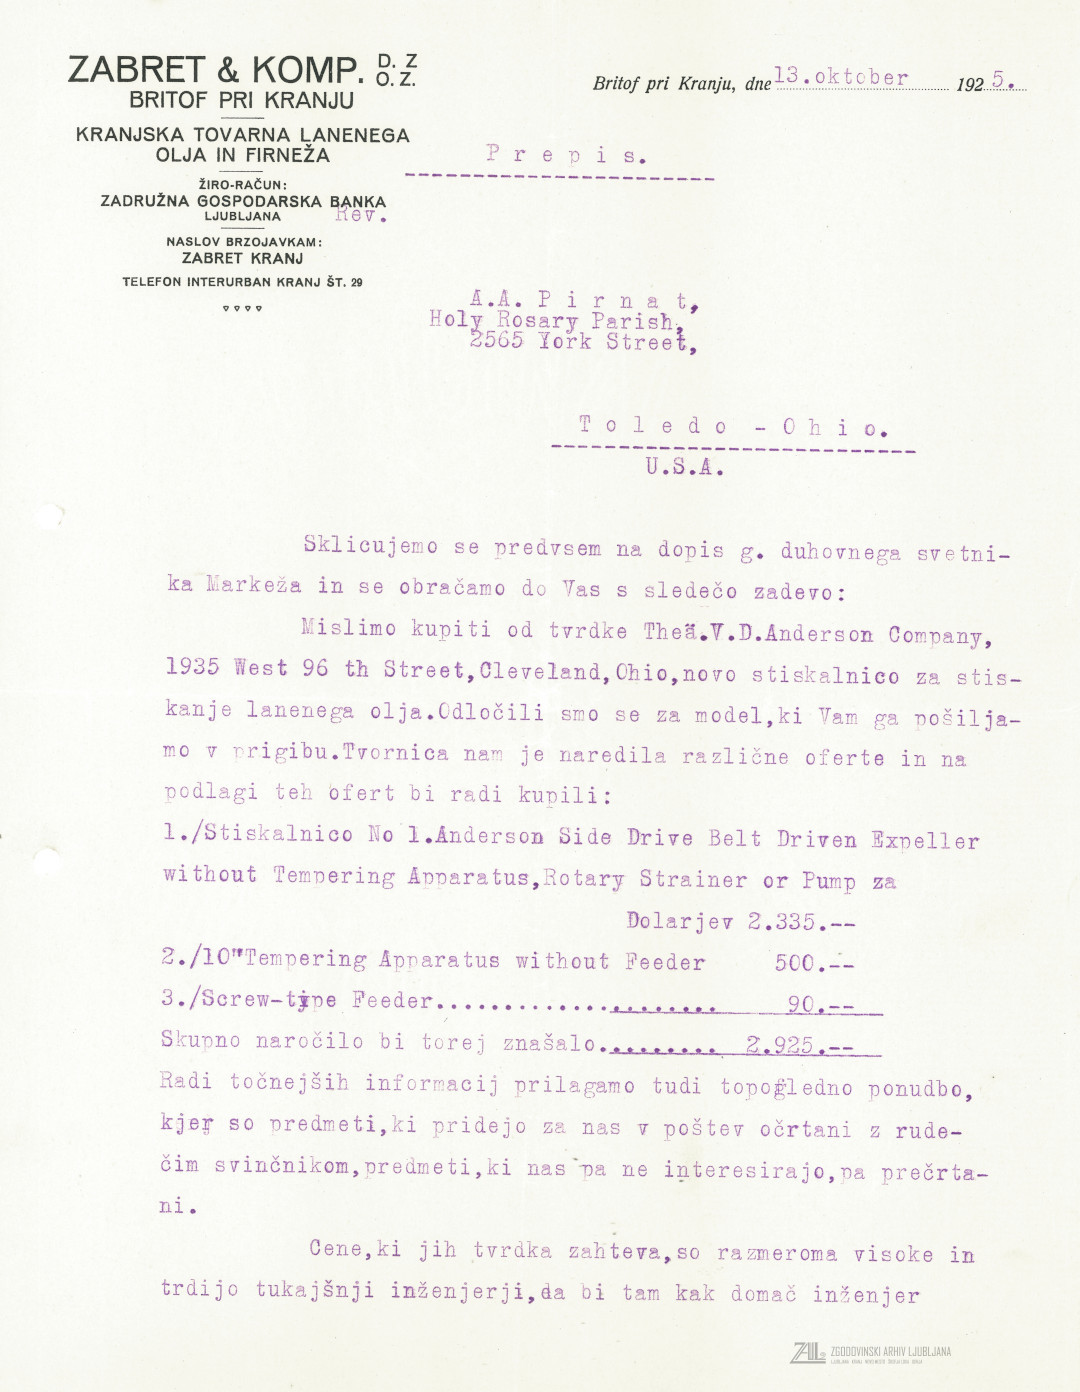 ZABRET & KOMP. D. Z O. Z.
BRITOF PRI KRANJU
KRANJSKA TOVARNA LANENEGA
OLJA IN FIRNEŽA
ŽIRO-RAČUN:
ZADRUŽNA GOSPODARSKA BANKA
LJUBLJANA
NASLOV BRZOJAVKAM:
ZABRET KRANJ
TELEFON INTERURBAN KRANJ ŠT. 29
Britof pri Kranju, dne 13.oktober 1925.
Prepis.
Rev.
A.A. Pirnat,
Holy Rosary Parish,
2565 York Street,
Toledo - Ohio.
U.S.A.
Sklicujemo se predvsem na dopis g. duhovnega svetni-
ka Markeža in se obračamo do Vas s sledečo zadevo:
Mislimo kupiti od tvrdke Theä.V.D.Anderson Company,
1935 West 96 th Street,Cleveland,Ohio,novo stiskalnico za stis-
kanje lanenega olja.Odločili smo se za model,ki Vam ga pošilja-
mo v prigibu.Tvornica nam je naredila različne oferte in na
podlagi teh ofert bi radi kupili:
1./Stiskalnico No 1.Anderson Side Drive Belt Driven Expeller
without Tempering Apparatus,Rotary Strainer or Pump za
Dolarjev 2.335.--
2./10"Tempering Apparatus without Feeder 500.--
3./Screw-type Feeder..................... 90.--
Skupno naročilo bi torej znašalo......... 2.925.--
Radi točnejših informacij prilagamo tudi topogledno ponudbo,
kjer so predmeti,ki pridejo za nas v poštev očrtani z rude-
čim svinčnikom,predmeti,ki nas pa ne interesirajo,pa prečrta-
ni.
Cene,ki jih tvrdka zahteva,so razmeroma visoke in
trdijo tukajšnji inženjerji,da bi tam kak domač inženjer
ZAL ZGODOVINSKI ARHIV LJUBLJANA